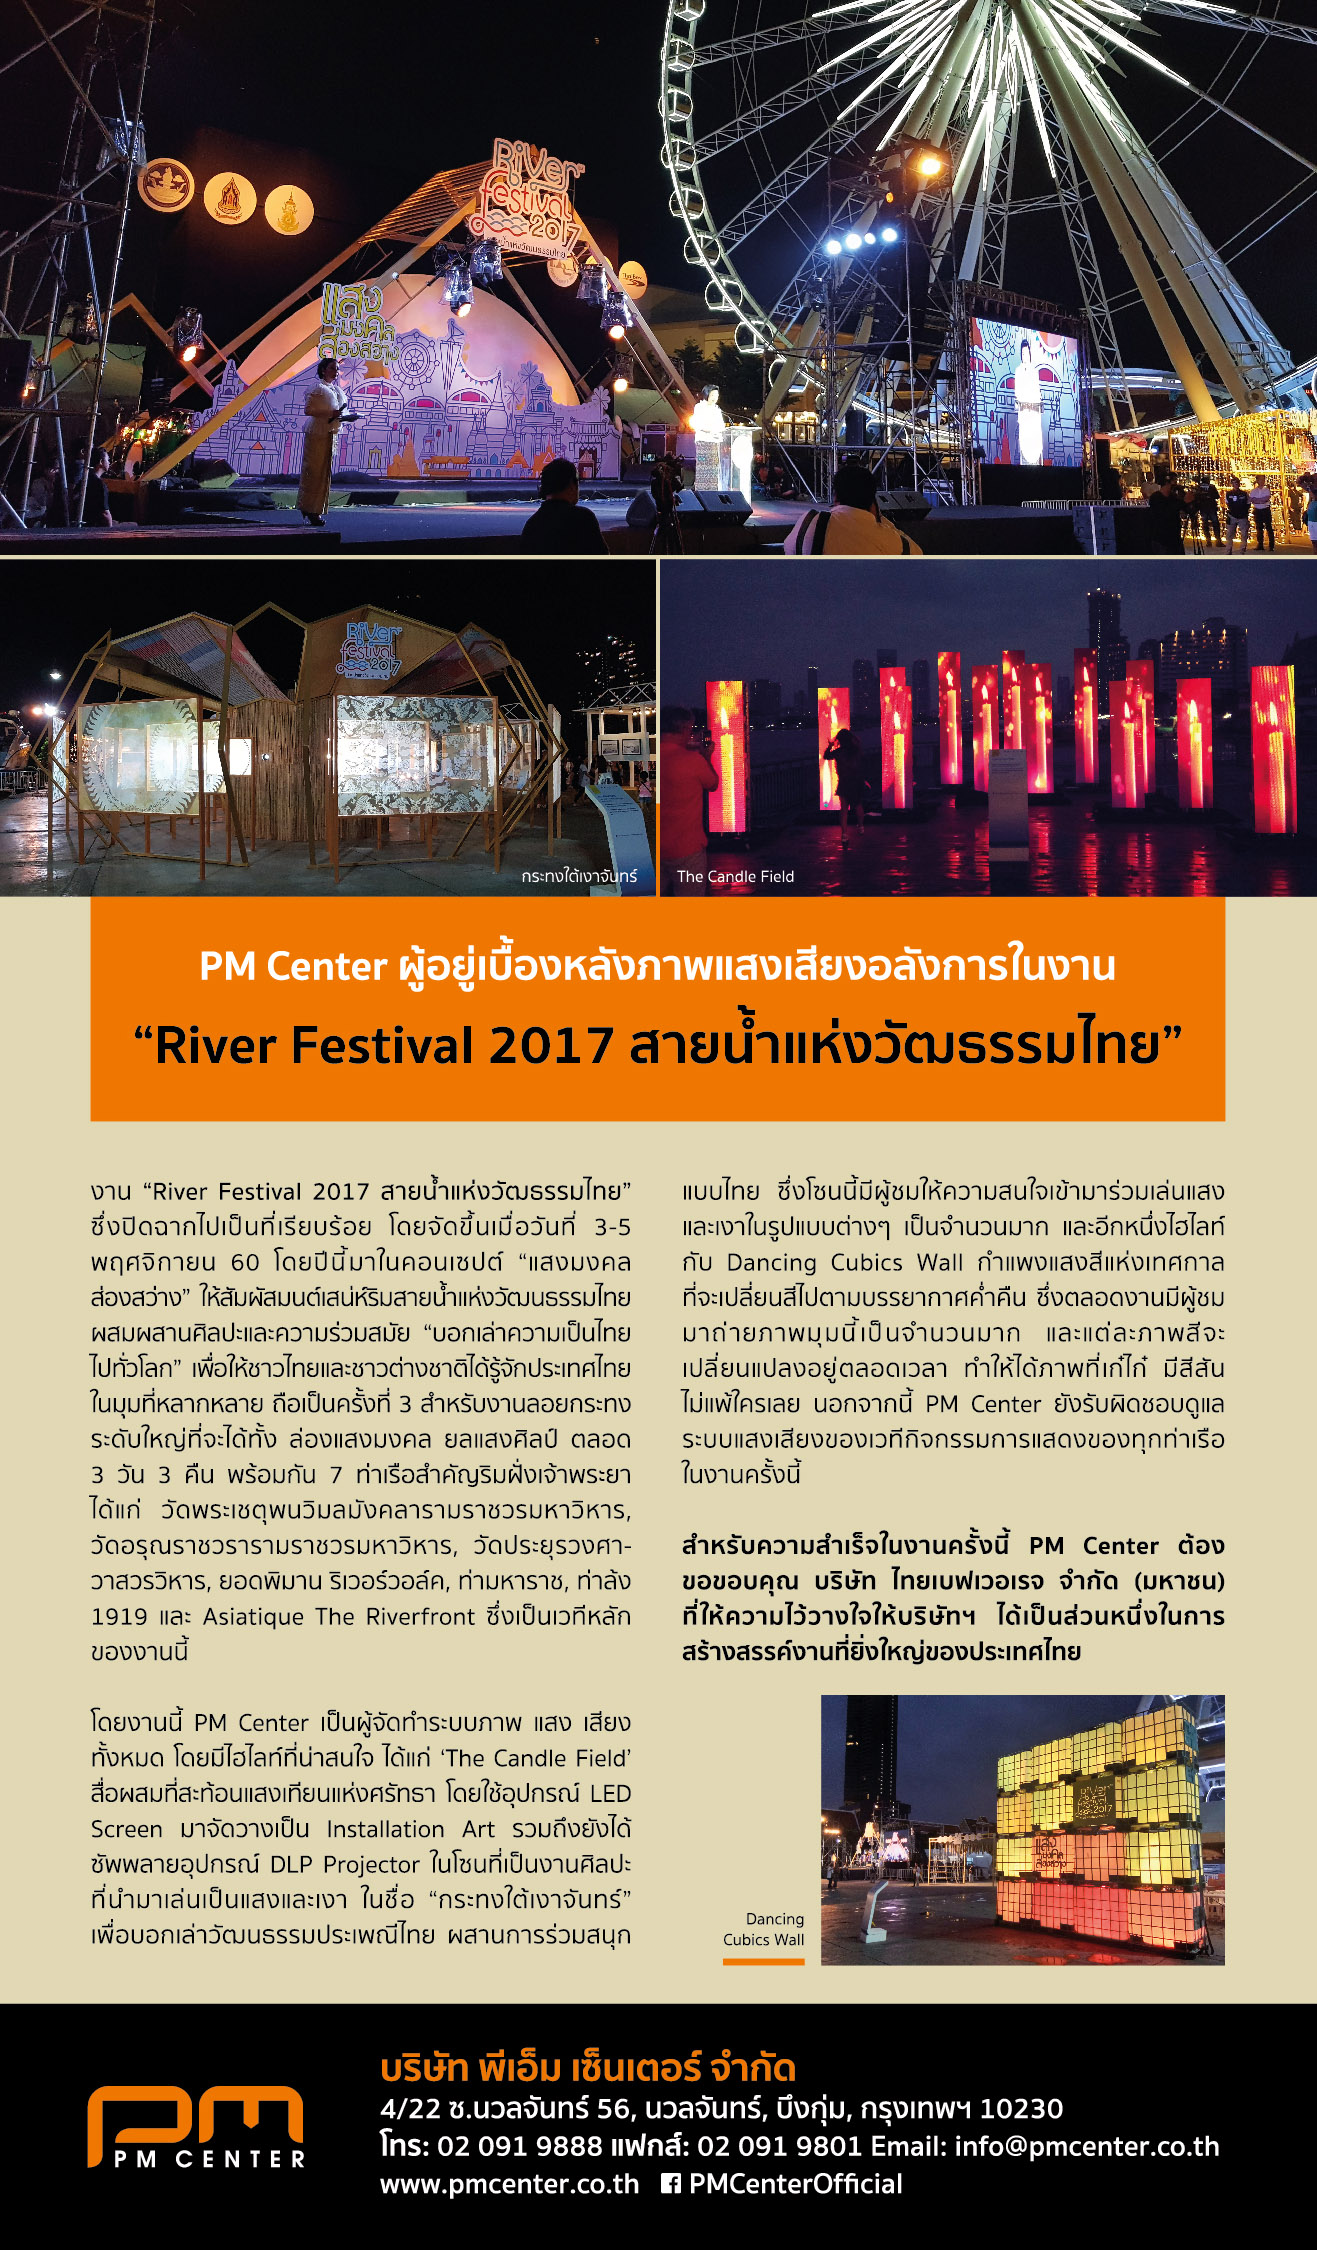 River
festival
2017
สายน้ำแห่งวัฒนธรรมไทย
แสง
มงคล
ส่องสว่าง
River
festival
2017
กระทงใต้เงาจันทร์
The Candle Field
PM Center ผู้อยู่เบื้องหลังภาพแสงเสียงอลังการในงาน
“River Festival 2017 สายน้ำแห่งวัฒธรรมไทย”
งาน “River Festival 2017 สายน้ำแห่งวัฒธรรมไทย”
ซึ่งปิดฉากไปเป็นที่เรียบร้อย โดยจัดขึ้นเมื่อวันที่ 3-5
พฤศจิกายน 60 โดยปีนี้มาในคอนเซปต์ “แสงมงคล
ส่องสว่าง” ให้สัมผัสมนต์เสน่ห์ริมสายน้ำแห่งวัฒนธรรมไทย
ผสมผสานศิลปะและความร่วมสมัย “บอกเล่าความเป็นไทย
ไปทั่วโลก” เพื่อให้ชาวไทยและชาวต่างชาติได้รู้จักประเทศไทย
ในมุมที่หลากหลาย ถือเป็นครั้งที่ 3 สำหรับงานลอยกระทง
ระดับใหญ่ที่จะได้ทั้ง ล่องแสงมงคล ยลแสงศิลป์ ตลอด
3 วัน 3 คืน พร้อมกัน 7 ท่าเรือสำคัญริมฝั่งเจ้าพระยา
ได้แก่ วัดพระเชตุพนวิมลมังคลารามราชวรมหาวิหาร,
วัดอรุณราชวรารามราชวรมหาวิหาร, วัดประยุรวงศา-
วาสวรวิหาร, ยอดพิมาน ริเวอร์วอล์ค, ท่ามหาราช, ท่าล้ง
1919 และ Asiatique The Riverfront ซึ่งเป็นเวทีหลัก
ของงานนี้
โดยงานนี้ PM Center เป็นผู้จัดทำระบบภาพ แสง เสียง
ทั้งหมด โดยมีไฮไลท์ที่น่าสนใจ ได้แก่ ‘The Candle Field’
สื่อผสมที่สะท้อนแสงเทียนแห่งศรัทธา โดยใช้อุปกรณ์ LED
Screen มาจัดวางเป็น Installation Art รวมถึงยังได้
ซัพพลายอุปกรณ์ DLP Projector ในโซนที่เป็นงานศิลปะ
ที่นำมาเล่นเป็นแสงและเงา ในชื่อ “กระทงใต้เงาจันทร์”
เพื่อบอกเล่าวัฒนธรรมประเพณีไทย ผสานการร่วมสนุก
แบบไทย ซึ่งโซนนี้มีผู้ชมให้ความสนใจเข้ามาร่วมเล่นแสง
และเงาในรูปแบบต่างๆ เป็นจำนวนมาก และอีกหนึ่งไฮไลท์
กับ Dancing Cubics Wall กำแพงแสงสีแห่งเทศกาล
ที่จะเปลี่ยนสีไปตามบรรยากาศค่ำคืน ซึ่งตลอดงานมีผู้ชม
มาถ่ายภาพมุมนี้เป็นจำนวนมาก และแต่ละภาพสีจะ
เปลี่ยนแปลงอยู่ตลอดเวลา ทำให้ได้ภาพที่เก๋ไก๋ มีสีสัน
ไม่แพ้ใครเลย นอกจากนี้ PM Center ยังรับผิดชอบดูแล
ระบบแสงเสียงของเวทีกิจกรรมการแสดงของทุกท่าเรือ
ในงานครั้งนี้
สำหรับความสำเร็จในงานครั้งนี้ PM Center ต้อง
ขอขอบคุณ บริษัท ไทยเบฟเวอเรจ จำกัด (มหาชน)
ที่ให้ความไว้วางใจให้บริษัทฯ ได้เป็นส่วนหนึ่งในการ
สร้างสรรค์งานที่ยิ่งใหญ่ของประเทศไทย
River
festival
2017
แสง
มงคล
ส่องสว่าง
Dancing
Cubics Wall
PM CENTER
บริษัท พีเอ็ม เซ็นเตอร์ จำกัด
4/22 ซ.นวลจันทร์ 56, นวลจันทร์, บึงกุ่ม, กรุงเทพฯ 10230
โทร: 02 091 9888 แฟกส์: 02 091 9801 Email: info@pmcenter.co.th
www.pmcenter.co.th PMCenterOfficial